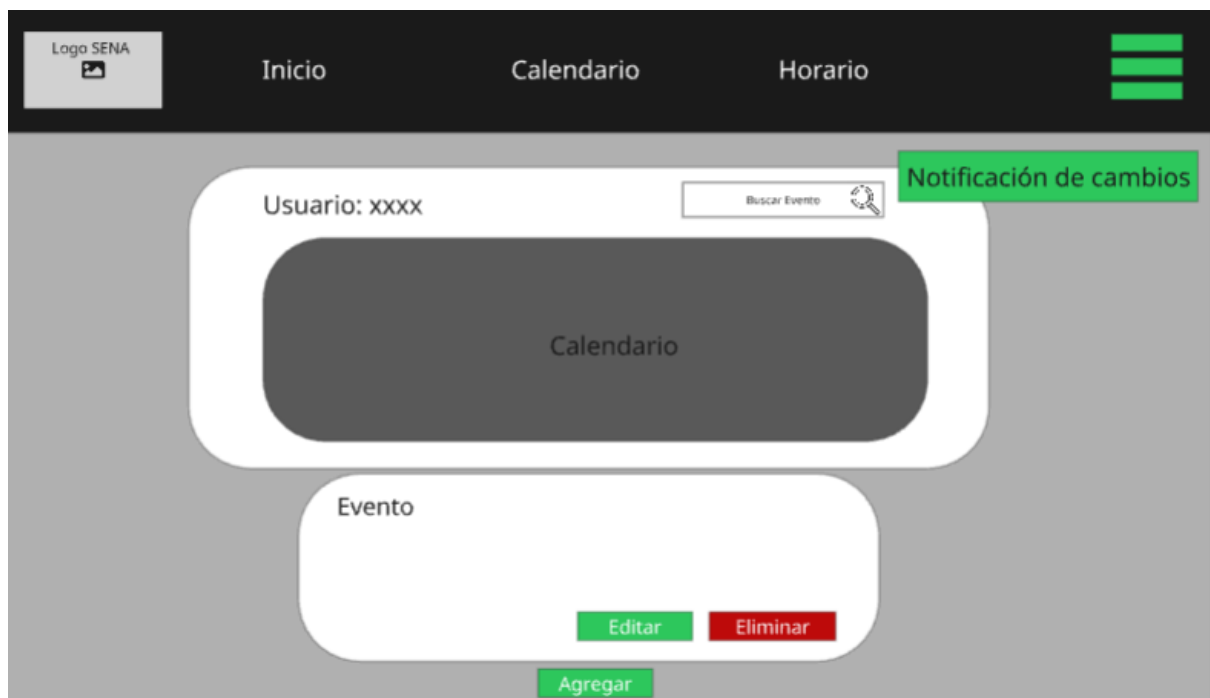 Logo SENA
Inicio
Calendario
Horario
Notificación de cambios
Usuario: xxxx
Buscar Evento
Calendario
Evento
Editar
Eliminar
Agregar